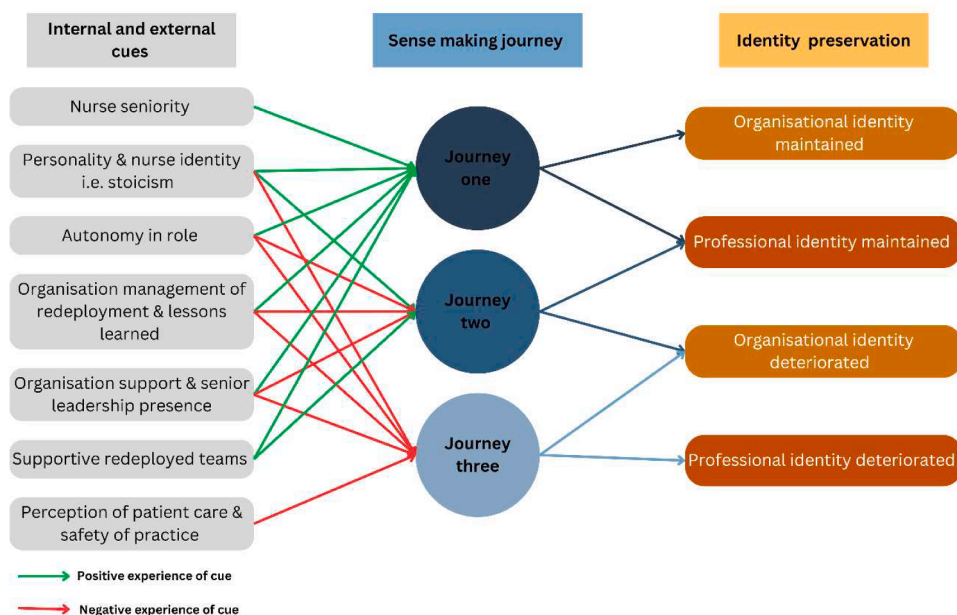 Internal and external
cues
Sense making journey
Identity preservation
Nurse seniority
Personality & nurse identity
i.e. stoicism
Autonomy in role
Organisation management of
redeployment & lessons
learned
Organisation support & senior
leadership presence
Supportive redeployed teams
Perception of patient care &
safety of practice
Journey
one
Journey
two
Journey
three
Organisational identity
maintained
Professional identity maintained
Organisational identity
deteriorated
Professional identity deteriorated
Positive experience of cue
Negative experience of cue